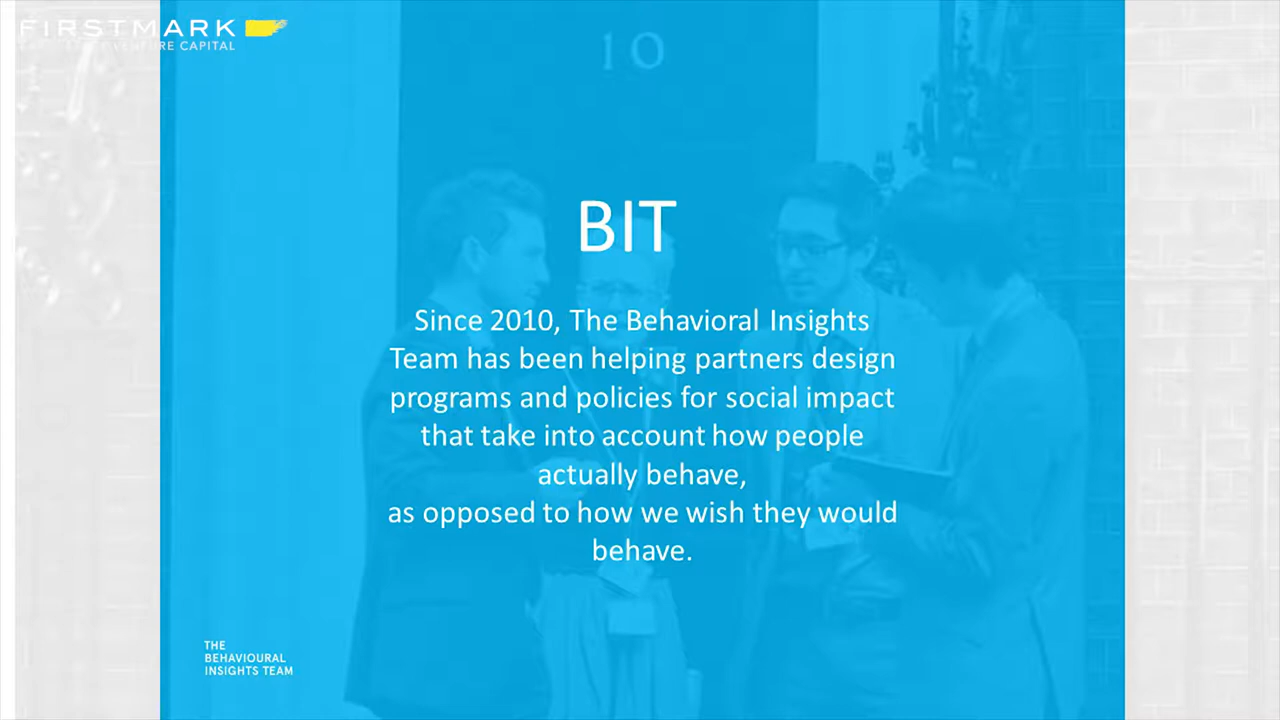 FIRSTMARK
VENTURE CAPITAL
10
BIT
Since 2010, The Behavioral Insights
Team has been helping partners design
programs and policies for social impact
that take into account how people
actually behave,
as opposed to how we wish they would
behave.
THE
BEHAVIOURAL
INSIGHTS TEAM